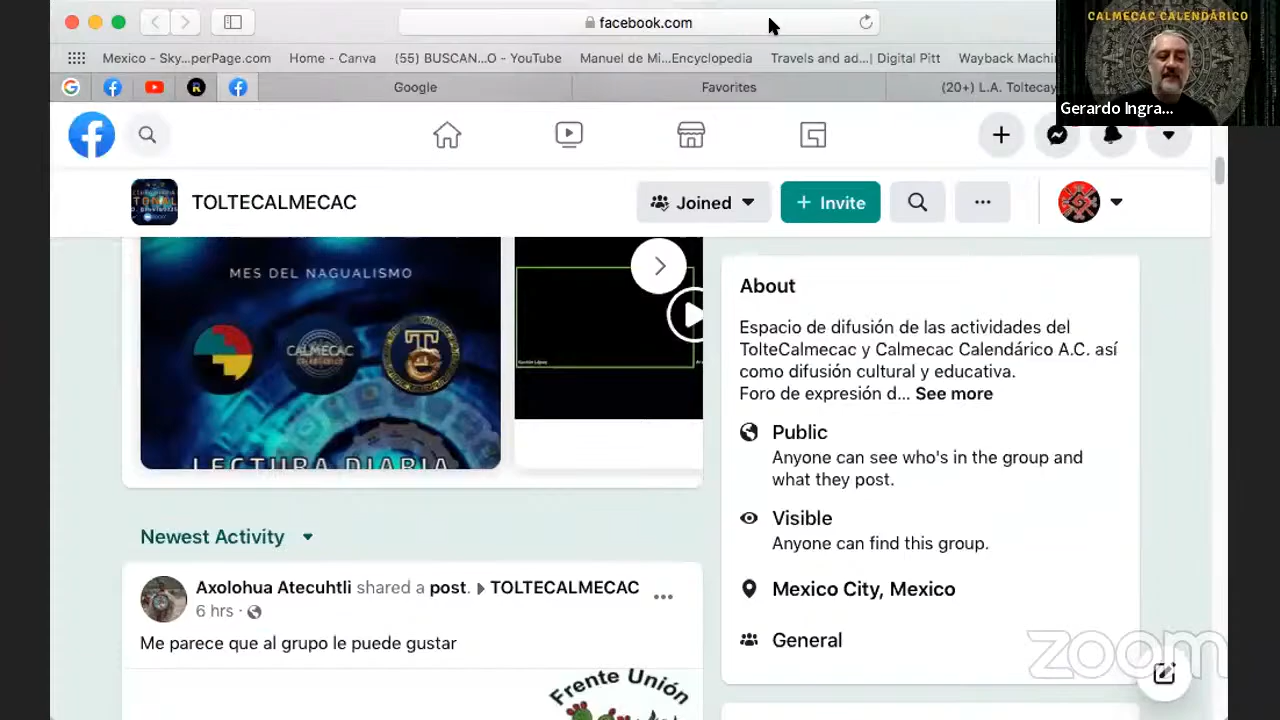 facebook.com
CALMECAC CALENDÁRICO
Gerardo Ingra...
Mexico - Sky...perPage.com
Home - Canva
(55) BUSCAN...O - YouTube
Manuel de Mi...Encyclopedia
Travels and ad...| Digital Pitt
Wayback Machi
Google
Favorites
(20+) L.A. Toltecay
TOLTECALMECAC
Joined
+ Invite
MES DEL NAGUALISMO
CALMECAC
LECTURA DIARIA
About
Espacio de difusión de las actividades del
TolteCalmecac y Calmecac Calendárico A.C. así
como difusión cultural y educativa.
Foro de expresión d... See more
Public
Anyone can see who's in the group and
what they post.
Visible
Anyone can find this group.
Mexico City, Mexico
General
Newest Activity
Axolohua Atecuhtli shared a post. TOLTECALMECAC
6 hrs ·
Me parece que al grupo le puede gustar
Frente Unión
zoom